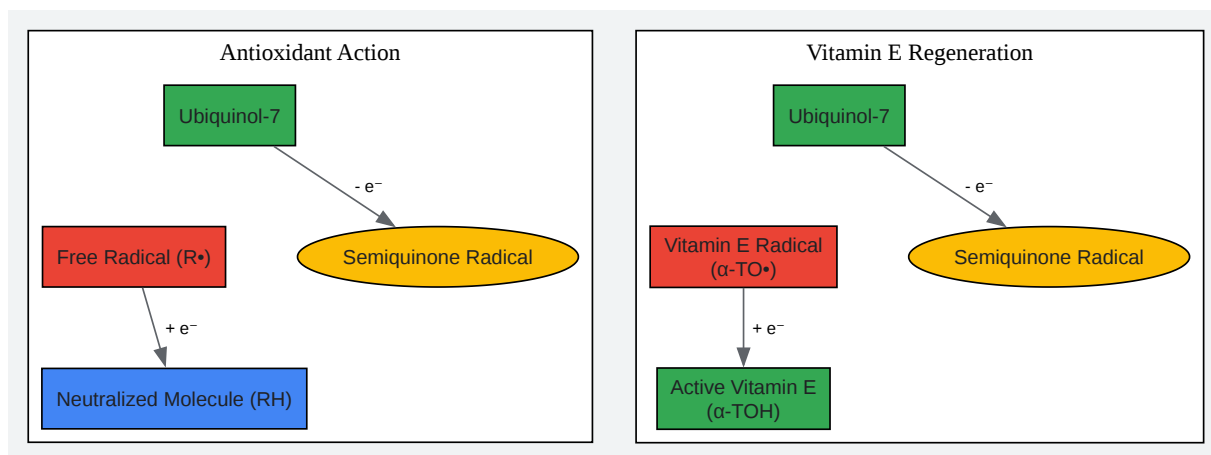 Antioxidant Action
Ubiquinol-7
- e⁻
Free Radical (R•)
Semiquinone Radical
+ e⁻
Neutralized Molecule (RH)
Vitamin E Regeneration
Ubiquinol-7
- e⁻
Vitamin E Radical
(α-TO•)
Semiquinone Radical
+ e⁻
Active Vitamin E
(α-TOH)